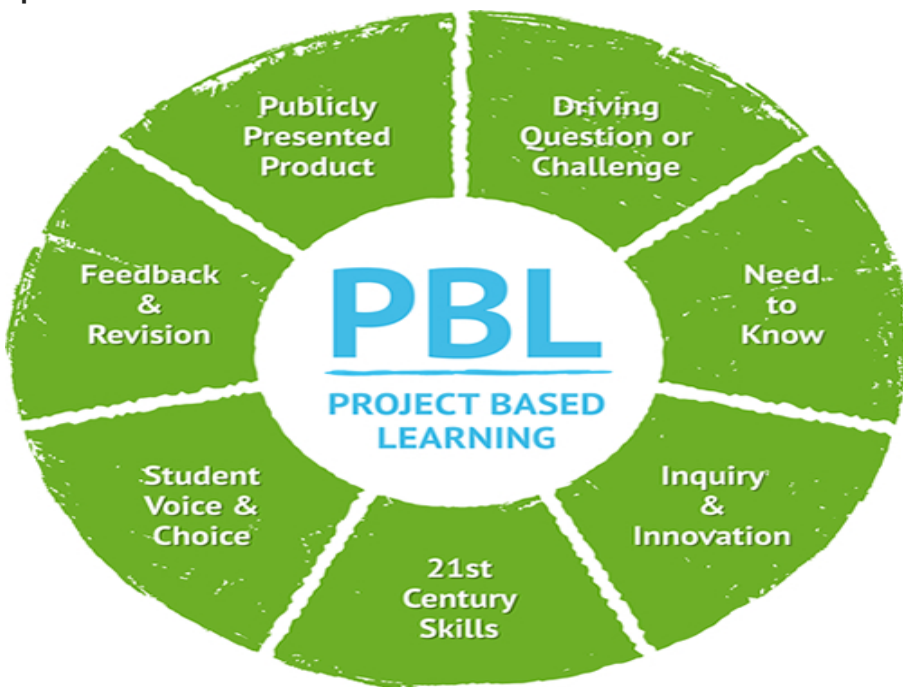 PBL
PROJECT BASED
LEARNING
Driving
Question or
Challenge
Need
to
Know
Inquiry
&
Innovation
21st
Century
Skills
Student
Voice &
Choice
Feedback
&
Revision
Publicly
Presented
Product